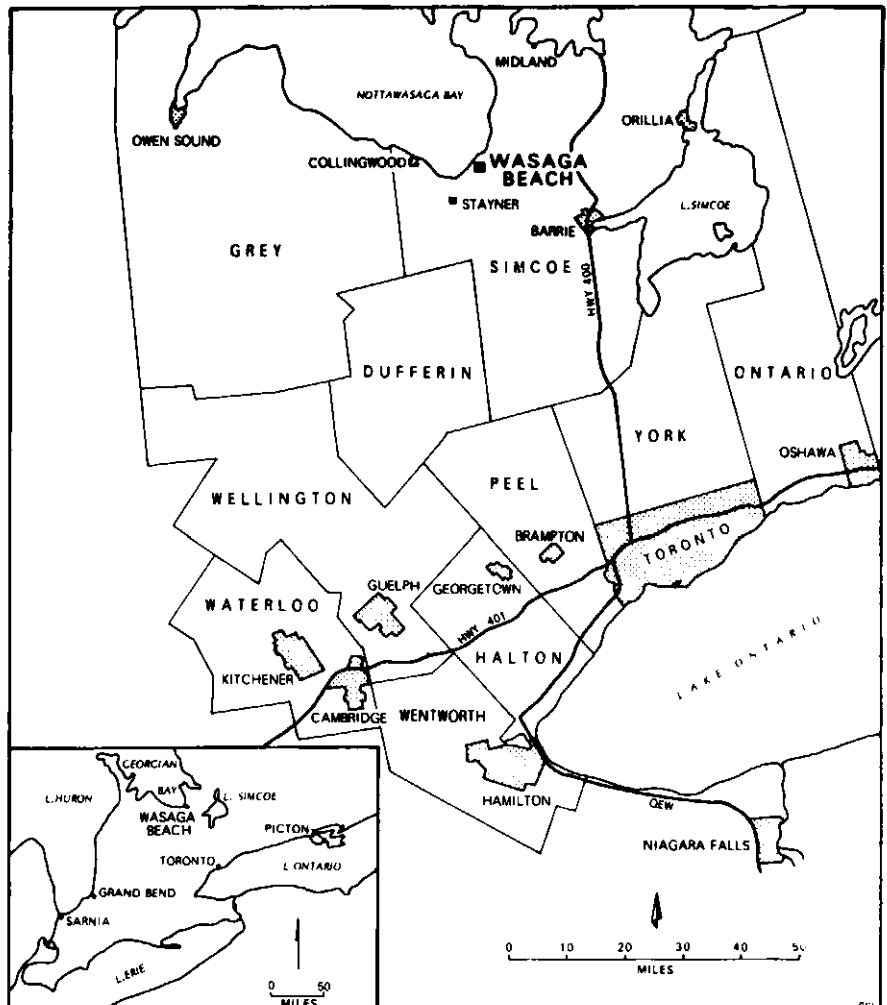 MIDLAND
NOTTAWASAGA BAY
ORILLIA
OWEN SOUND
COLLINGWOOD
WASAGA
BEACH
STAYNER
L.SIMCOE
BARRIE
GREY
SIMCOE
HWY 400
DUFFERIN
ONTARIO
YORK
OSHAWA
PEEL
WELLINGTON
BRAMPTON
TORONTO
GUELPH
GEORGETOWN
WATERLOO
HWY 401
HALTON
LAKE ONTARIO
KITCHENER
CAMBRIDGE
WENTWORTH
HAMILTON
QEW
NIAGARA FALLS
0 10 20 30 40 50
MILES
GEORGIAN
BAY
L.HURON
L. SIMCOE
WASAGA
BEACH
PICTON
TORONTO
L.ONTARIO
GRAND BEND
SARNIA
L.ERIE
0 50
MILES